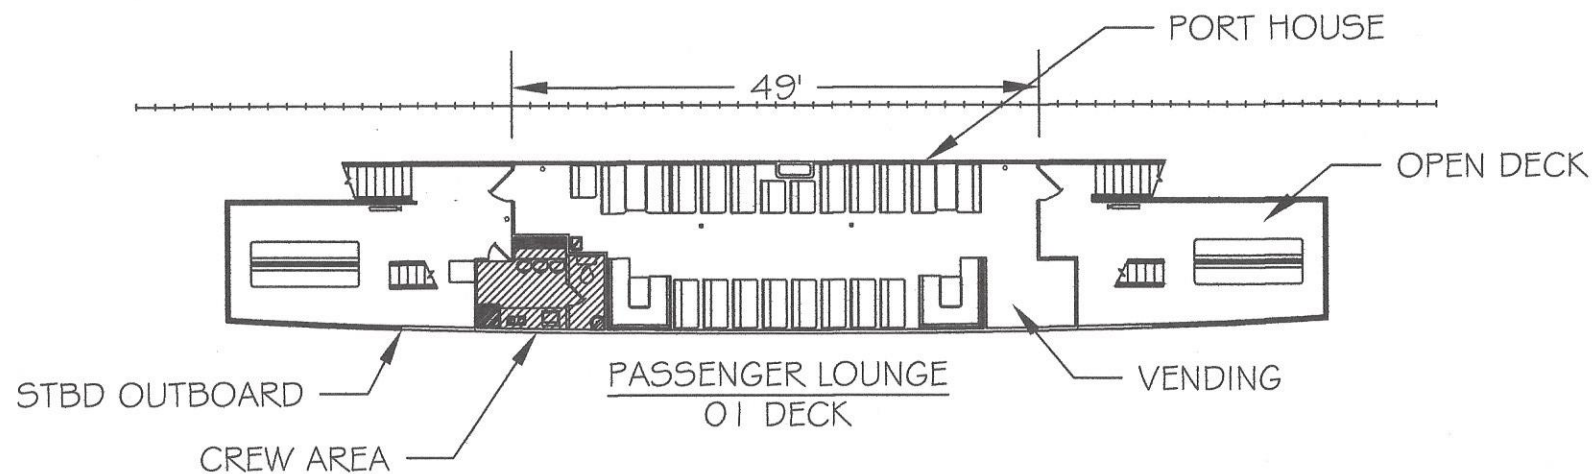 PORT HOUSE
49'
OPEN DECK
STBD OUTBOARD
PASSENGER LOUNGE
01 DECK
VENDING
CREW AREA